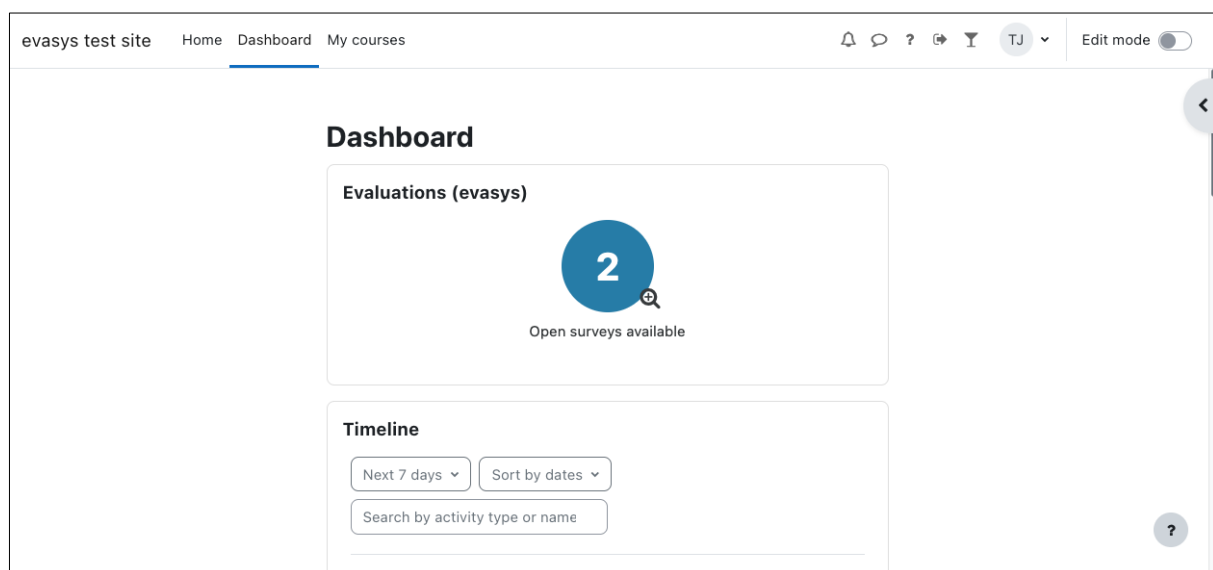 evasys test site Home Dashboard My courses ? TJ Edit mode
Dashboard
Evaluations (evasys)
2
Open surveys available
Timeline
Next 7 days Sort by dates
Search by activity type or name
?